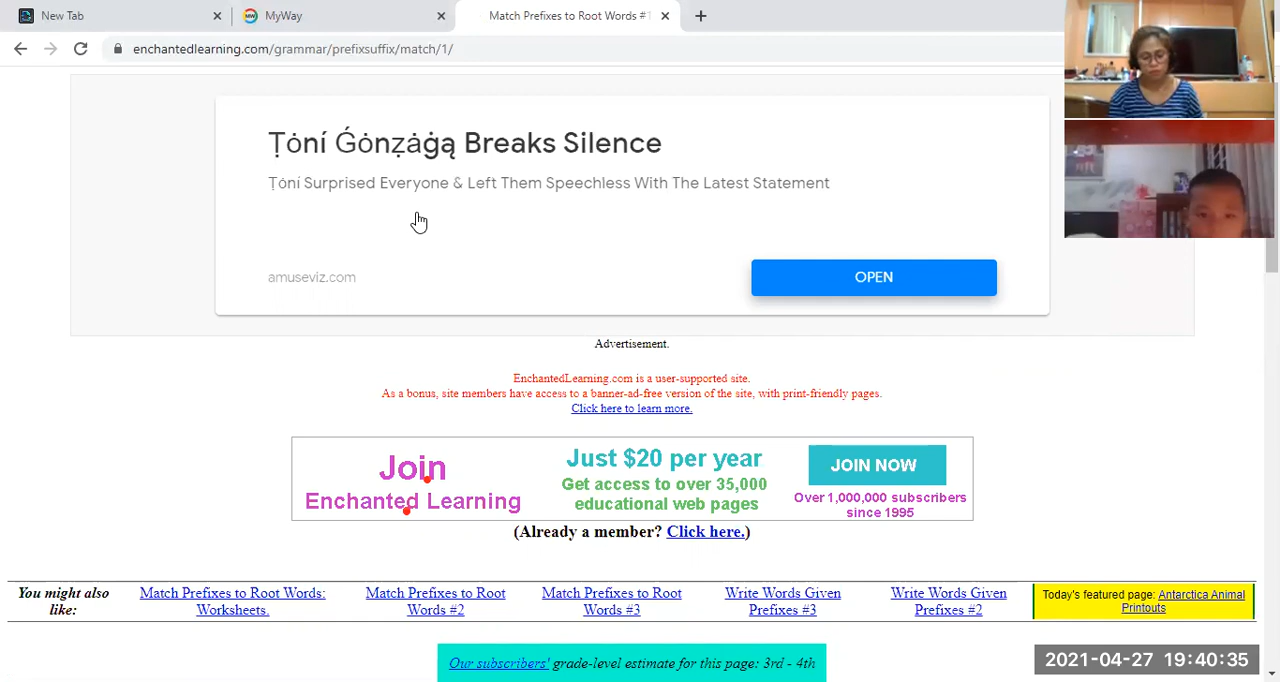 New Tab
MyWay
Match Prefixes to Root Words #1
enchantedlearning.com/grammar/prefixsuffix/match/1/
Ṭȯní Ǵȯnẓȧġą Breaks Silence
Ṭȯní Surprised Everyone & Left Them Speechless With The Latest Statement
amuseviz.com
OPEN
Advertisement.
EnchantedLearning.com is a user-supported site.
As a bonus, site members have access to a banner-ad-free version of the site, with print-friendly pages.
Click here to learn more.
Join
Enchanted Learning
Just $20 per year
Get access to over 35,000
educational web pages
JOIN NOW
Over 1,000,000 subscribers
since 1995
(Already a member? Click here.)
You might also
like:
Match Prefixes to Root Words:
Worksheets.
Match Prefixes to Root
Words #2
Match Prefixes to Root
Words #3
Write Words Given
Prefixes #3
Write Words Given
Prefixes #2
Today's featured page: Antarctica Animal
Printouts
Our subscribers' grade-level estimate for this page: 3rd - 4th
2021-04-27 19:40:35